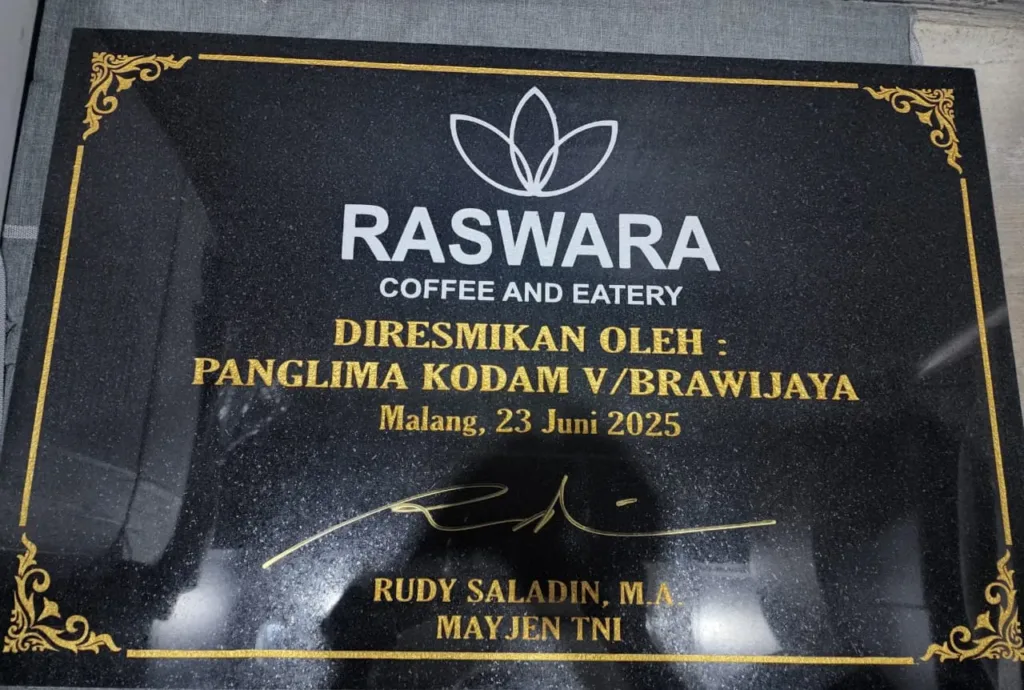 RASWARA
COFFEE AND EATERY
DIRESMIKAN OLEH :
PANGLIMA KODAM V/BRAWIJAYA
Malang, 23 Juni 2025
RUDY SALADIN, M.A.
MAYJEN TNI